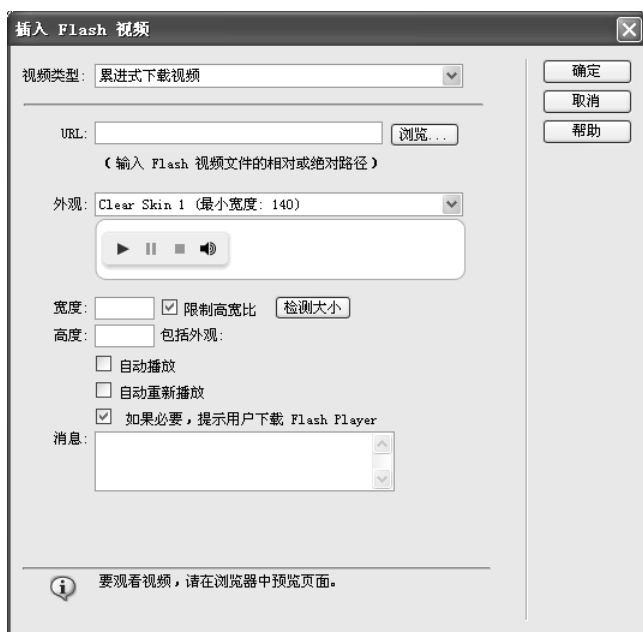 插入 Flash 视频
视频类型: 累进式下载视频
确定
取消
帮助
URL: 浏览...
(输入 Flash 视频文件的相对或绝对路径)
外观: Clear Skin 1 (最小宽度: 140)
宽度: 限制高宽比 检测大小
高度: 包括外观:
自动播放
自动重新播放
如果必要,提示用户下载 Flash Player
消息:
要观看视频,请在浏览器中预览页面。